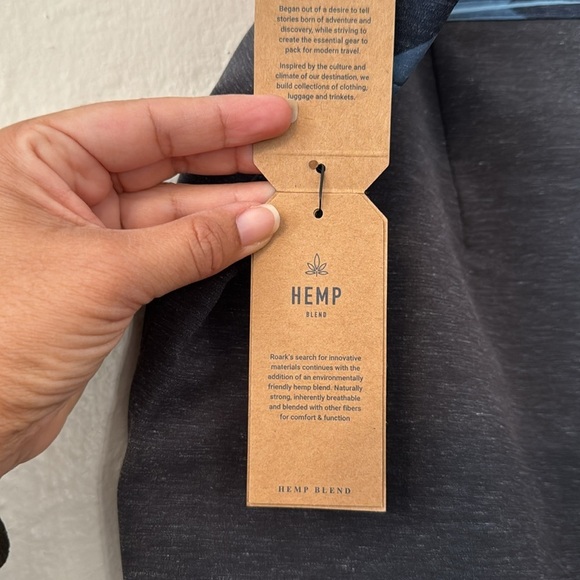 Began out of a desire to tell
stories born of adventure and
discovery, while striving to
create the essential gear to
pack for modern travel.
Inspired by the culture and
climate of our destination, we
build collections of clothing,
luggage and trinkets.
HEMP
BLEND
Roark's search for innovative
materials continues with the
addition of an environmentally
friendly hemp blend. Naturally
strong, inherently breathable
and blended with other fibers
for comfort & function
HEMP BLEND